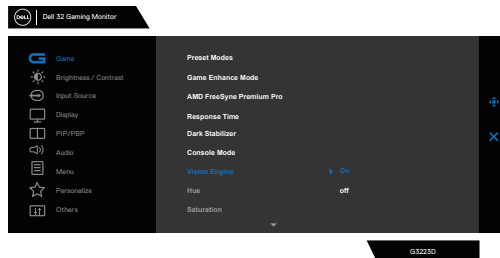 DELL
Dell 32 Gaming Monitor
Game
Brightness / Contrast
Input Source
Display
PIP/PBP
Audio
Menu
Personalize
Others
Preset Modes
Game Enhance Mode
AMD FreeSync Premium Pro
Response Time
Dark Stabilizer
Console Mode
Vision Engine On
Hue off
Saturation
G3223D